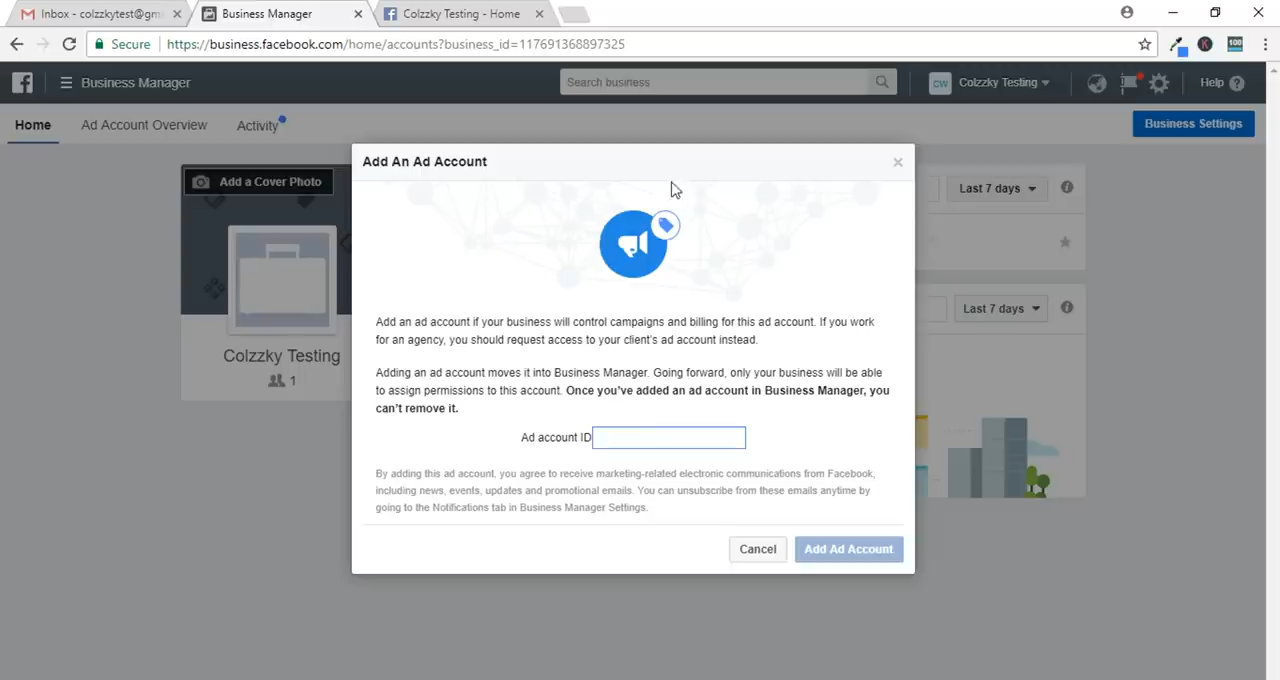 Inbox - colzzkytest@gm
Business Manager
Colzzky Testing - Home
Secure
https://business.facebook.com/home/accounts?business_id=117691368897325
100
Business Manager
Search business
CW
Colzzky Testing
Help
Home
Ad Account Overview
Activity
Business Settings
Add a Cover Photo
Colzzky Testing
1
Add An Ad Account
Add an ad account if your business will control campaigns and billing for this ad account. If you work
for an agency, you should request access to your client's ad account instead.
Adding an ad account moves it into Business Manager. Going forward, only your business will be able
to assign permissions to this account. Once you've added an ad account in Business Manager, you
can't remove it.
Ad account ID
By adding this ad account, you agree to receive marketing-related electronic communications from Facebook,
including news, events, updates and promotional emails. You can unsubscribe from these emails anytime by
going to the Notifications tab in Business Manager Settings.
Cancel
Add Ad Account
Last 7 days
Last 7 days